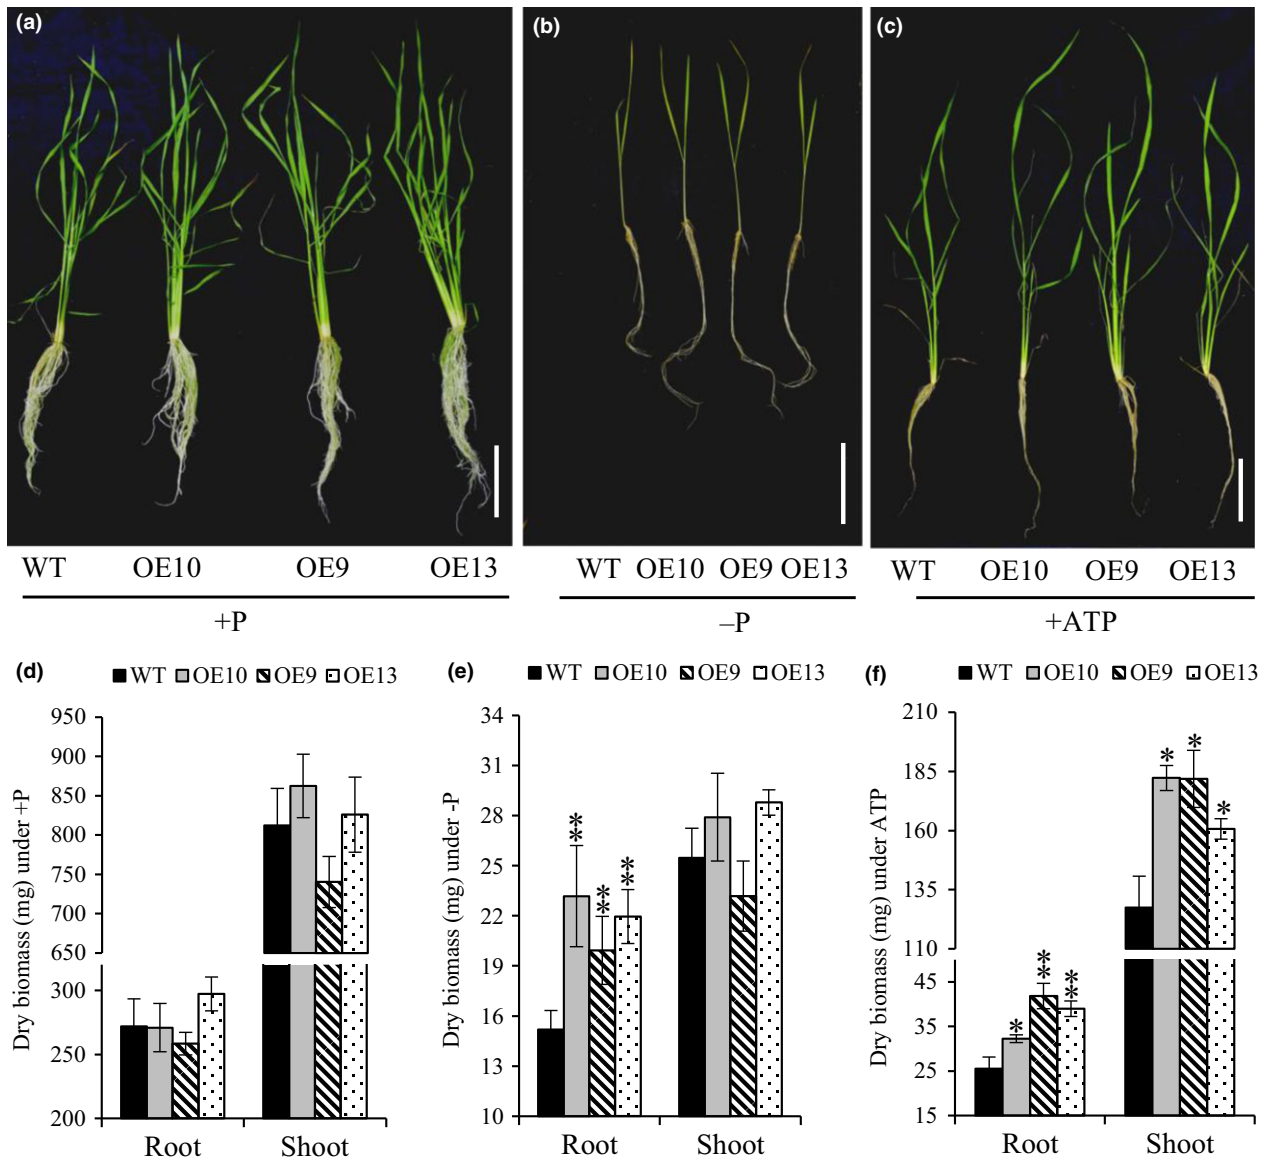 (a)
(b)
(c)
WT OE10 OE9 OE13
+P
WT OE10 OE9 OE13
–P
WT OE10 OE9 OE13
+ATP
(d)
WT OE10 OE9 OE13
Dry biomass (mg) under +P
950
900
850
800
750
700
650
300
250
200
Root Shoot
(e)
WT OE10 OE9 OE13
Dry biomass (mg) under -P
34
31
28
25
22
19
16
13
10
**
**
**
Root Shoot
(f)
WT OE10 OE9 OE13
Dry biomass (mg) under ATP
210
185
160
135
110
45
35
25
15
*
**
**
*
*
*
Root Shoot